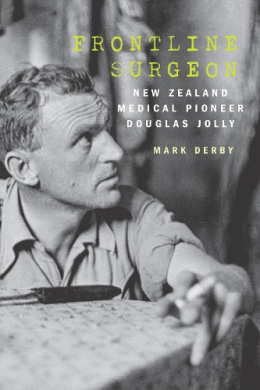 FRONTLINE
SURGEON
NEW ZEALAND
MEDICAL PIONEER
DOUGLAS JOLLY
MARK DERBY